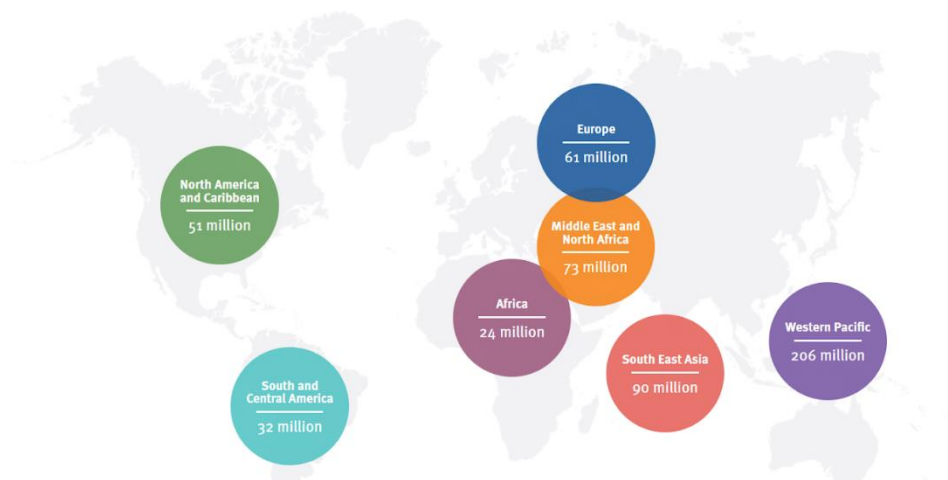 Europe
61 million
North America
and Caribbean
51 million
Middle East and
North Africa
73 million
Africa
24 million
Western Pacific
206 million
South East Asia
90 million
South and
Central America
32 million